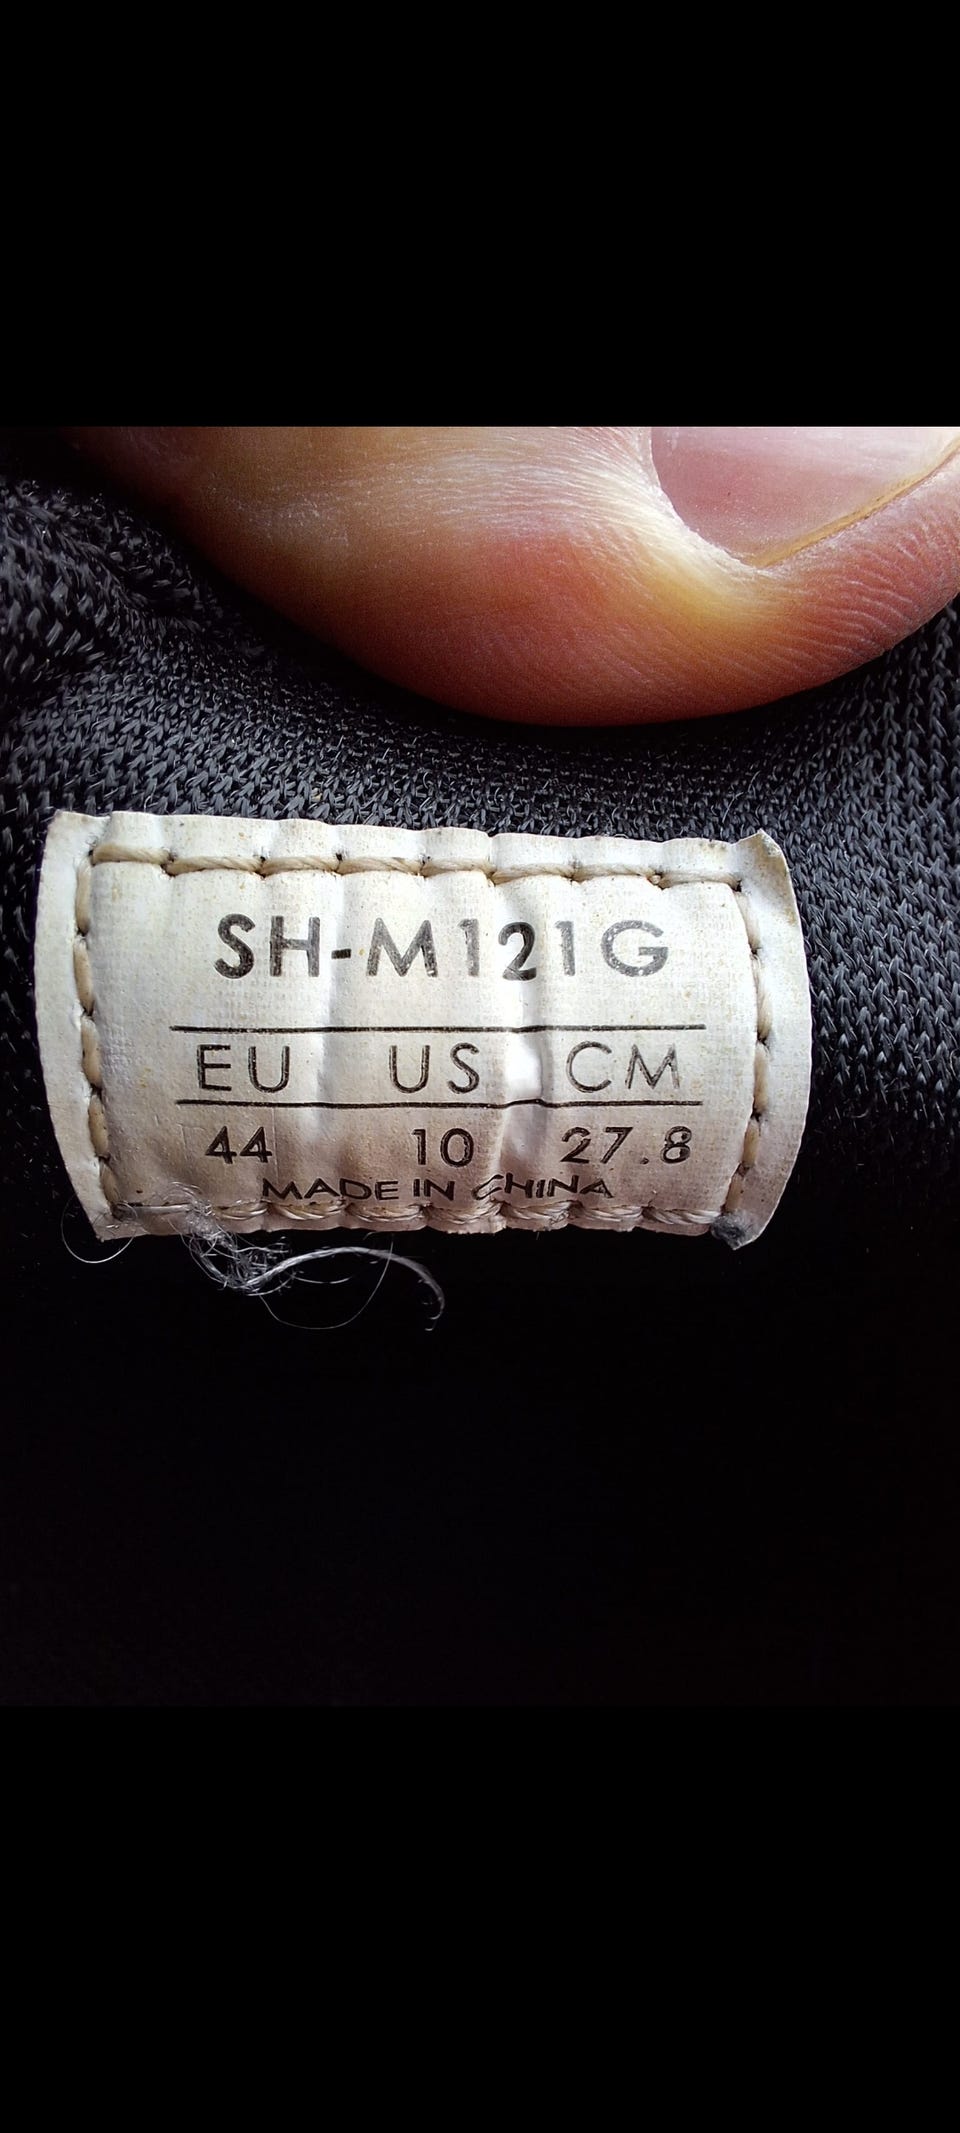 SH-M121G
EU US CM
44 10 27.8
MADE IN CHINA